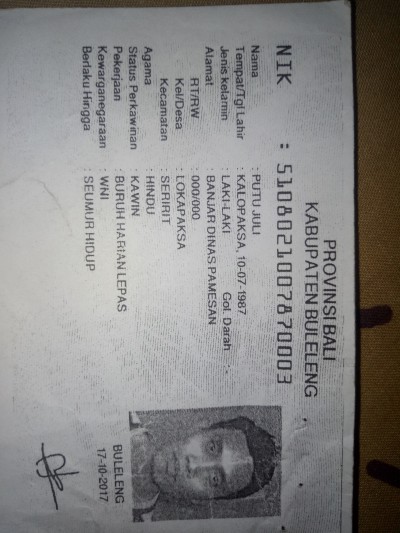 PROVINSI BALI
KABUPATEN BULELENG
NIK : 5108021007870003
Nama : PUTU JULI
Tempat/Tgl Lahir : KALOPAKSA, 10-07-1987
Jenis kelamin : LAKI-LAKI Gol. Darah : -
Alamat : BANJAR DINAS PAMESAN
RT/RW : 000/000
Kel/Desa : LOKAPAKSA
Kecamatan : SERIRIT
Agama : HINDU
Status Perkawinan : KAWIN
Pekerjaan : BURUH HARIAN LEPAS
Kewarganegaraan : WNI
Berlaku Hingga : SEUMUR HIDUP
BULELENG
17-10-2017